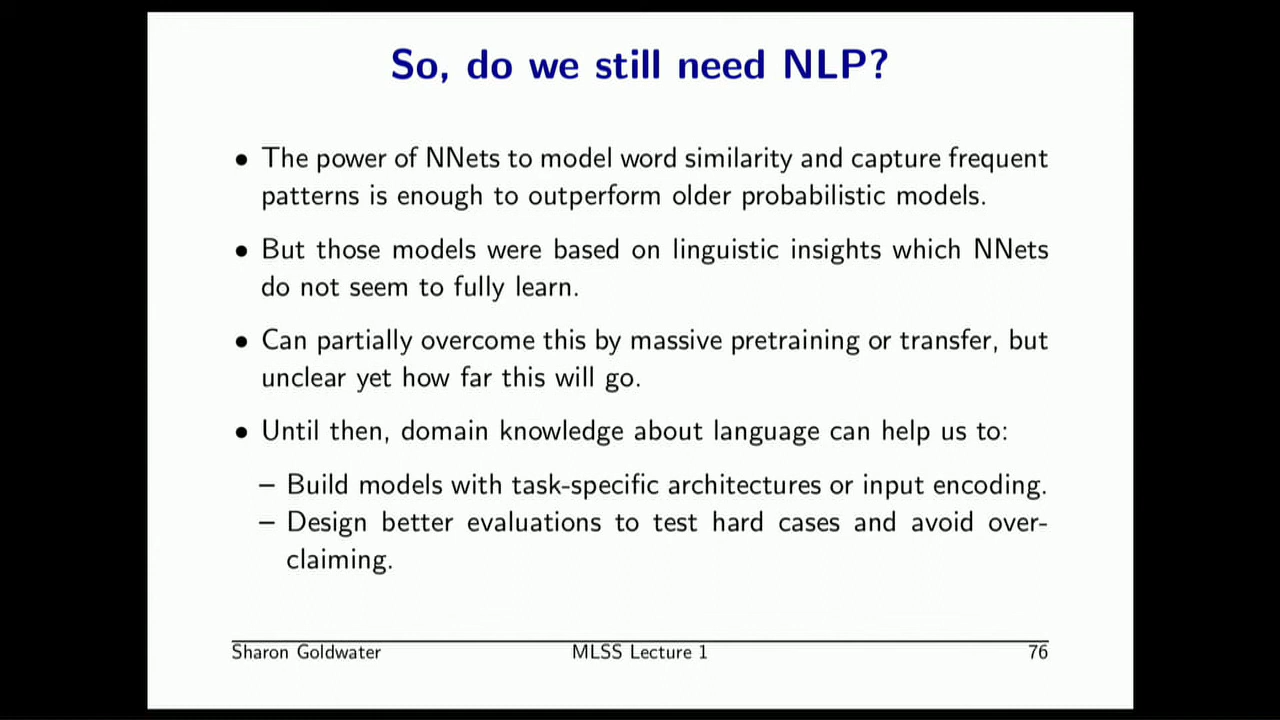 So, do we still need NLP?
• The power of NNets to model word similarity and capture frequent
patterns is enough to outperform older probabilistic models.
• But those models were based on linguistic insights which NNets
do not seem to fully learn.
• Can partially overcome this by massive pretraining or transfer, but
unclear yet how far this will go.
• Until then, domain knowledge about language can help us to:
– Build models with task-specific architectures or input encoding.
– Design better evaluations to test hard cases and avoid over-
claiming.
Sharon Goldwater MLSS Lecture 1 76